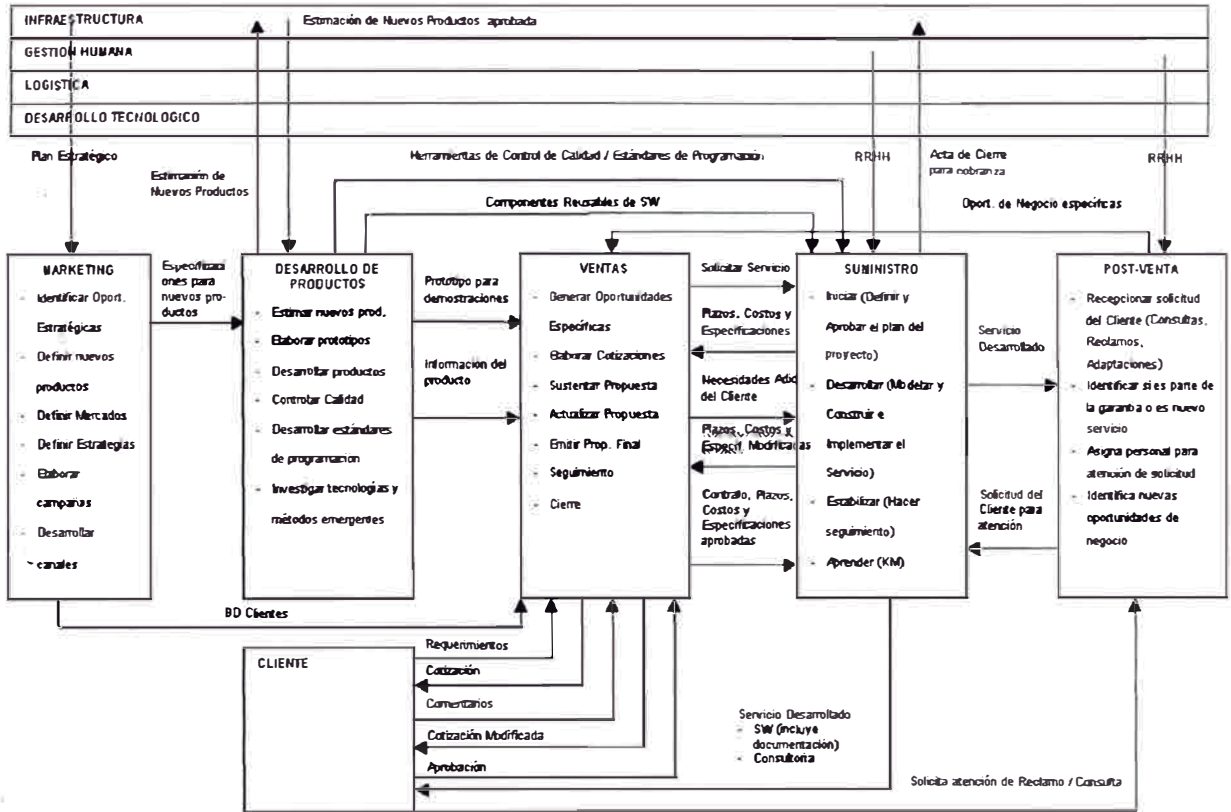 INFRAESTRUCTURA
Estimación de Nuevos Productos aprobada
GESTION HUMANA
LOGISTICA
DESARROLLO TECNOLOGICO
Plan Estratégico
Estimación de
Nuevos Productos
Herramientas de Control de Calidad / Estándares de Programación
RRHH
Acta de Cierre
para cobranza
RRHH
Componentes Reusables de SW
Oport. de Negocio especificas
MARKETING
- Identificar Oport.
Estratégicas
- Definir nuevos
productos
- Definir Mercados
- Definir Estrategias
- Elaborar
campañas
- Desarrollar
canales
Especificaci
ones para
nuevos pro-
ductos
DESARROLLO DE
PRODUCTOS
- Estimar nuevos prod.
- Elaborar prototipos
- Desarrollar productos
- Controlar Calidad
- Desarrollar estándares
de programacion
- Investigar tecnologías y
métodos emergentes
Prototipo para
demostraciones
Información del
producto
VENTAS
- Generar Oportunidades
Específicas
- Elaborar Cotizaciones
- Sustentar Propuesta
- Actualizar Propuesta
- Emitir Prop. Final
- Seguimiento
- Cierre
Solicitar Servicio
Plazos, Costos y
Especificaciones
Necesidades Adic
del Cliente
Plazos, Costos y
Especif. Modificadas
Contrato, Plazos,
Costos y
Especificaciones
aprobadas
SUMINISTRO
- Iniciar (Definir y
Aprobar el plan del
proyecto)
- Desarrollar (Modelar y
Construir e
Implementar el
Servicio)
- Estabilizar (Hacer
seguimiento)
- Aprender (KM)
Servicio
Desarrollado
Solicitud del
Cliente para
atención
POST-VENTA
- Recepcionar solicitud
del Cliente (Consultas,
Reclamos,
Adaptaciones)
- Identificar si es parte de
la garantia o es nuevo
servicio
- Asigna personal para
atención de solicitud
- Identifica nuevas
oportunidades de
negocio
BD Clientes
CLIENTE
Requerimientos
Cotización
Comentarios
Cotización Modificada
Aprobación
Servicio Desarrollado
- SW (incluye
documentación)
- Consultoria
Solicita atención de Reclamo / Consulta